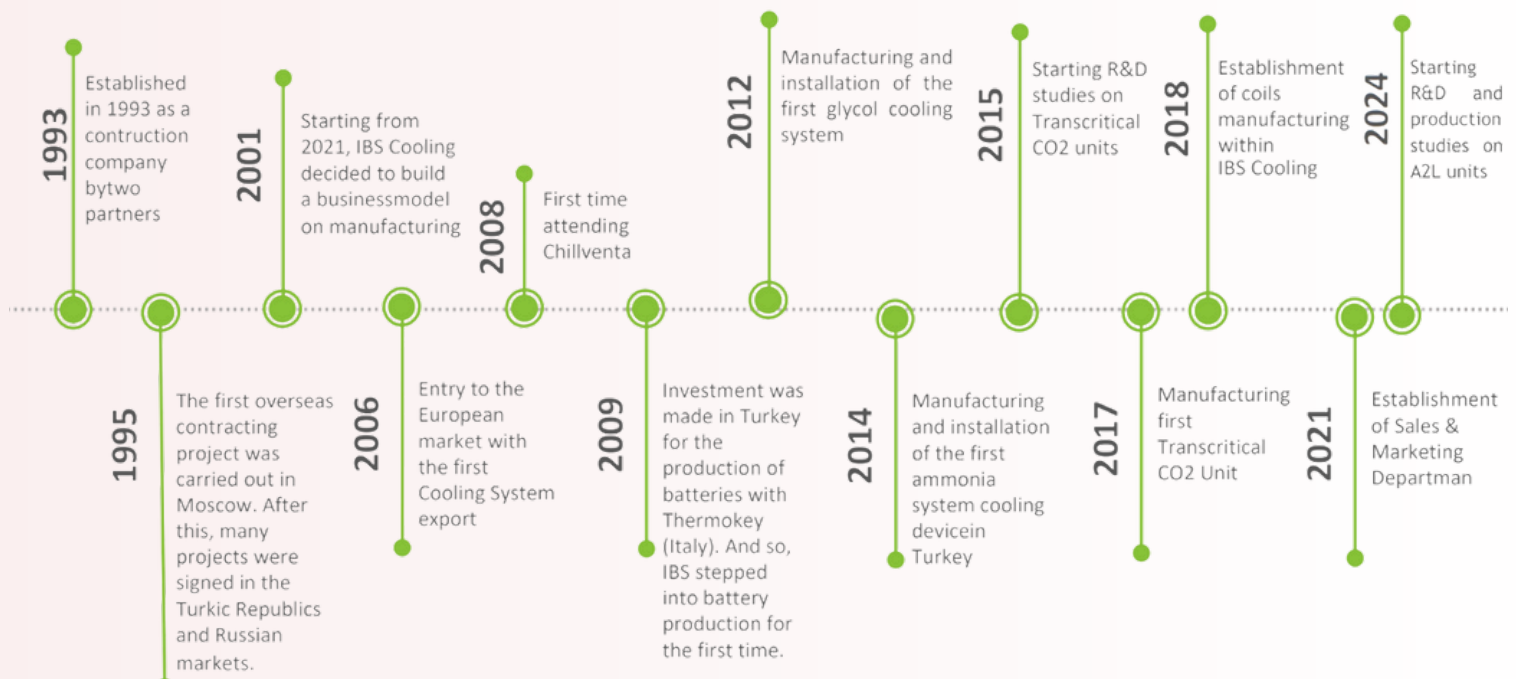 1993
Established
in 1993 as a
contruction
company
bytwo
partners
1995
The first overseas
contracting
project was
carried out in
Moscow. After
this, many
projects were
signed in the
Turkic Republics
and Russian
markets.
2001
Starting from
2021, IBS Cooling
decided to build
a businessmodel
on manufacturing
2006
Entry to the
European
market with
the first
Cooling System
export
2008
First time
attending
Chillventa
2009
Investment was
made in Turkey
for the
production of
batteries with
Thermokey
(Italy). And so,
IBS stepped
into battery
production for
the first time.
2012
Manufacturing and
installation of the
first glycol cooling
system
2014
Manufacturing
and installation
of the first
ammonia
system cooling
devicein
Turkey
2015
Starting R&D
studies on
Transcritical
CO2 units
2017
Manufacturing
first
Transcritical
CO2 Unit
2018
Establishment
of coils
manufacturing
within
IBS Cooling
2021
Establishment
of Sales &
Marketing
Departman
2024
Starting
R&D and
production
studies on
A2L units